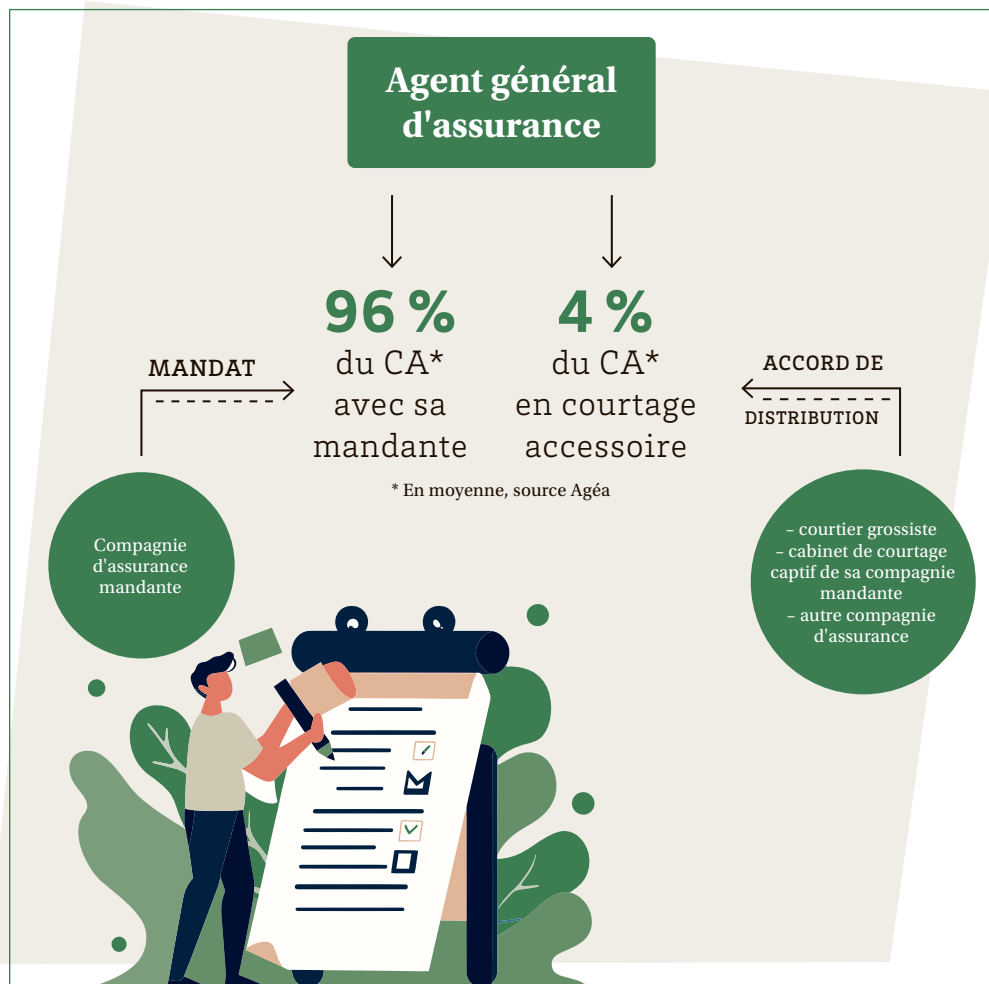 Agent général
d'assurance
96 %
du CA*
avec sa
mandante
4 %
du CA*
en courtage
accessoire
MANDAT
ACCORD DE
DISTRIBUTION
* En moyenne, source Agéa
Compagnie
d'assurance
mandante
– courtier grossiste
– cabinet de courtage
captif de sa compagnie
mandante
– autre compagnie
d'assurance